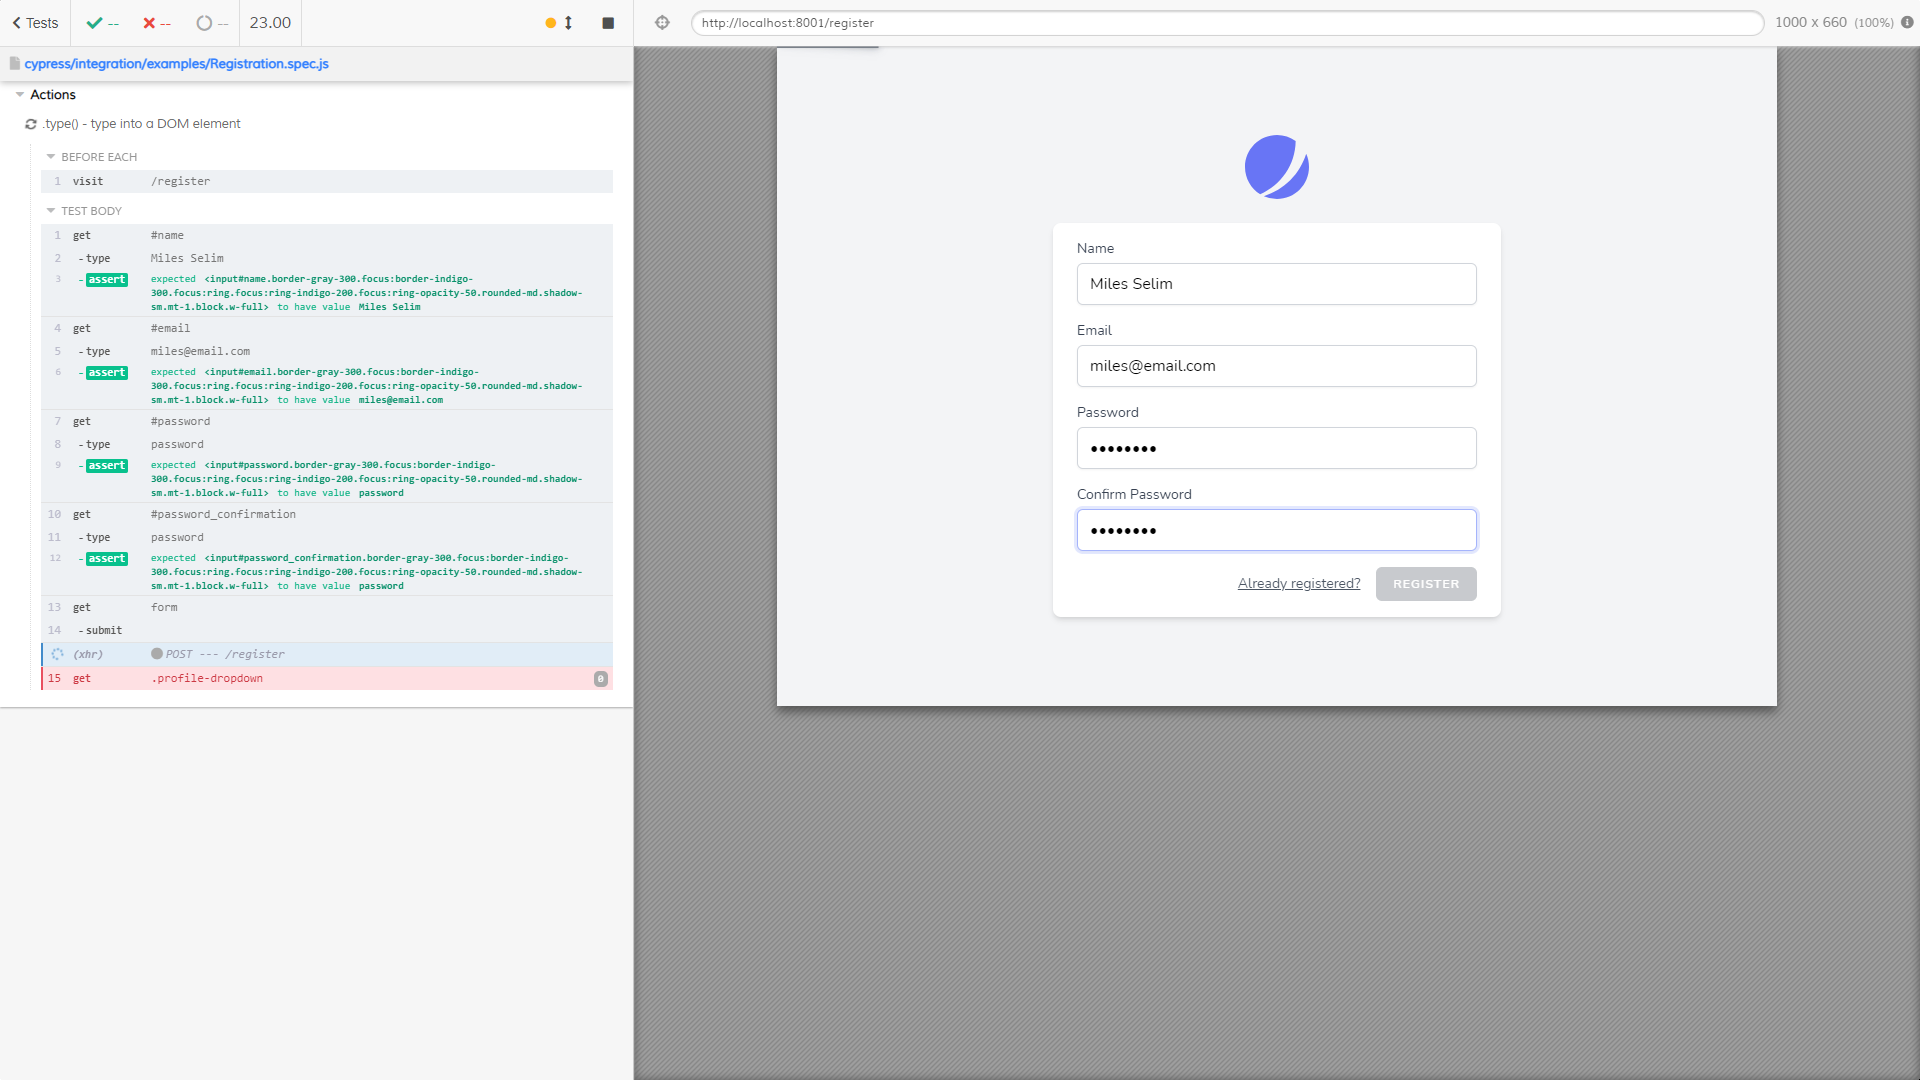 Tests
--
--
--
23.00
http://localhost:8001/register
1000 x 660 (100%)
cypress/integration/examples/Registration.spec.js
Actions
.type() - type into a DOM element
BEFORE EACH
1 visit /register
TEST BODY
1 get #name
2 -type Miles Selim
3 -assert expected <input#name.border-gray-300.focus:border-indigo-
300.focus:ring.focus:ring-indigo-200.focus:ring-opacity-50.rounded-md.shadow-
sm.mt-1.block.w-full> to have value Miles Selim
4 get #email
5 -type miles@email.com
6 -assert expected <input#email.border-gray-300.focus:border-indigo-
300.focus:ring.focus:ring-indigo-200.focus:ring-opacity-50.rounded-md.shadow-
sm.mt-1.block.w-full> to have value miles@email.com
7 get #password
8 -type password
9 -assert expected <input#password.border-gray-300.focus:border-indigo-
300.focus:ring.focus:ring-indigo-200.focus:ring-opacity-50.rounded-md.shadow-
sm.mt-1.block.w-full> to have value password
10 get #password_confirmation
11 -type password
12 -assert expected <input#password_confirmation.border-gray-300.focus:border-indigo-
300.focus:ring.focus:ring-indigo-200.focus:ring-opacity-50.rounded-md.shadow-
sm.mt-1.block.w-full> to have value password
13 get form
14 -submit
(xhr) POST --- /register
15 get .profile-dropdown 0
Name
Miles Selim
Email
miles@email.com
Password
••••••••
Confirm Password
••••••••
Already registered? REGISTER